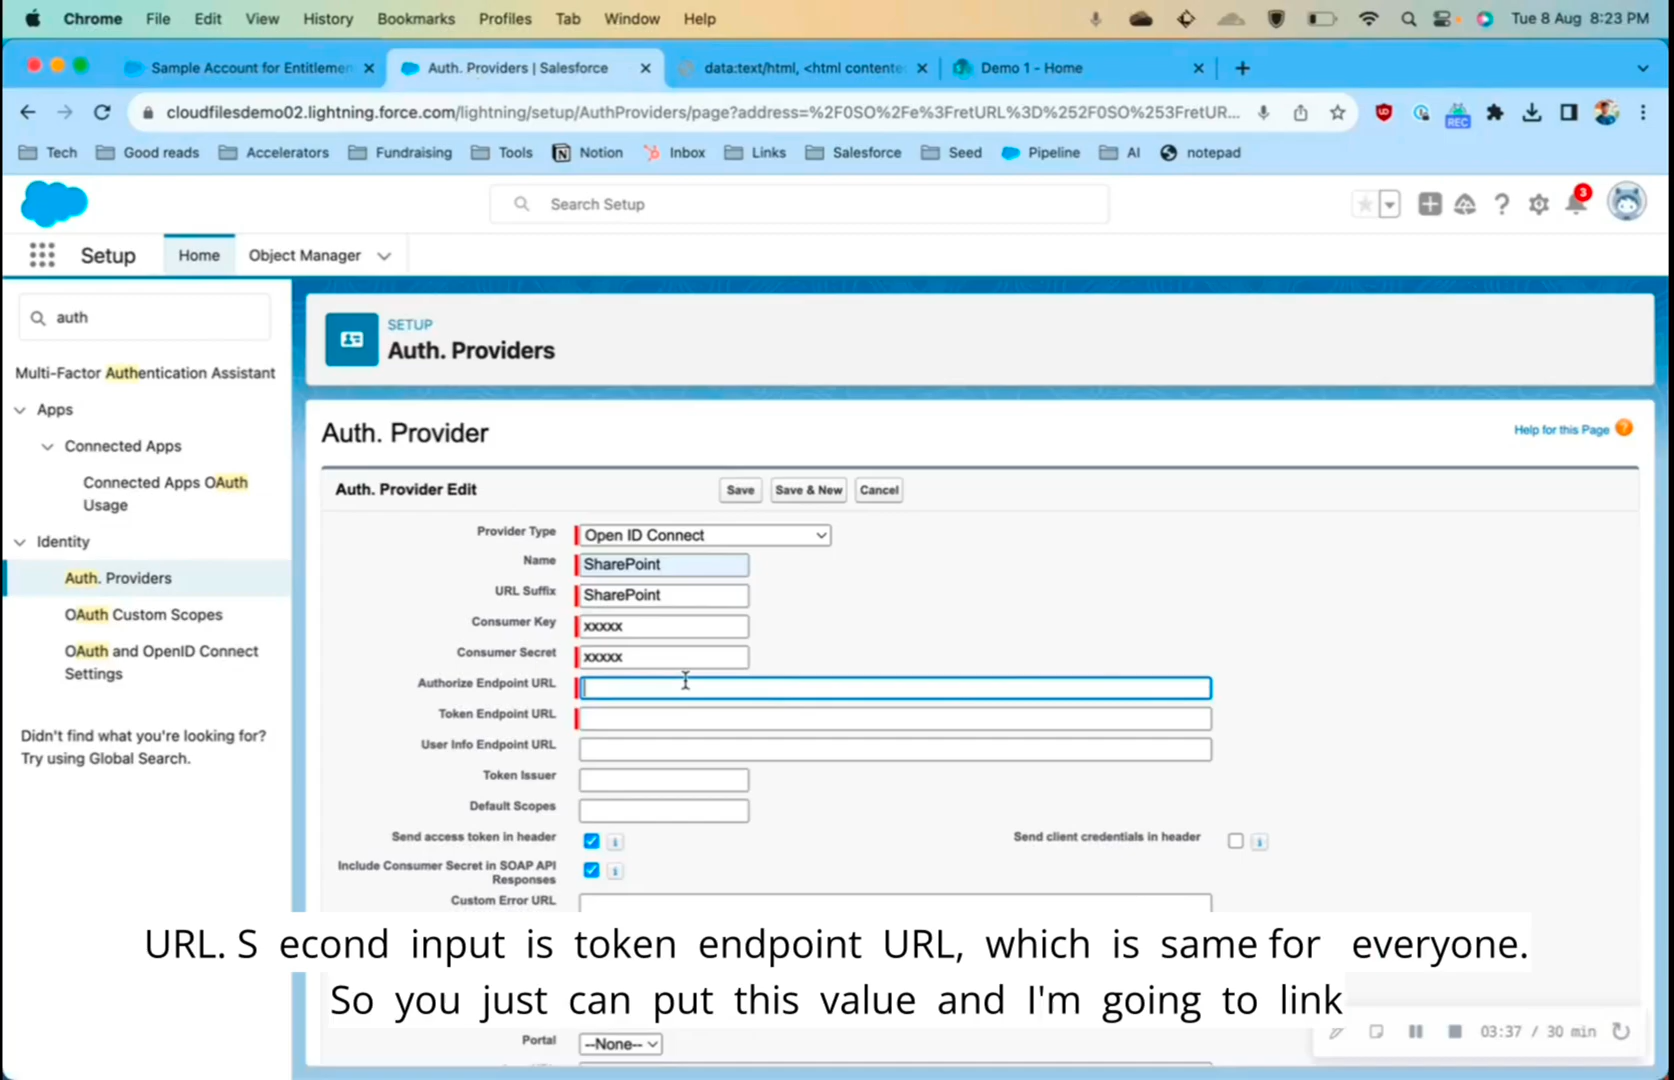 Chrome File Edit View History Bookmarks Profiles Tab Window Help Tue 8 Aug 8:23 PM
Sample Account for Entitlemen Auth. Providers | Salesforce data:text/html, <html contente Demo 1 - Home
cloudfilesdemo02.lightning.force.com/lightning/setup/AuthProviders/page?address=%2F0SO%2Fe%3FretURL%3D%252F0SO%253FretUR... REC
Tech Good reads Accelerators Fundraising Tools Notion Inbox Links Salesforce Seed Pipeline AI notepad
Search Setup
3
Setup Home Object Manager
auth
Multi-Factor Authentication Assistant
Apps
Connected Apps
Connected Apps OAuth
Usage
Identity
Auth. Providers
OAuth Custom Scopes
OAuth and OpenID Connect
Settings
Didn't find what you're looking for?
Try using Global Search.
SETUP
Auth. Providers
Auth. Provider
Help for this Page ?
Auth. Provider Edit Save Save & New Cancel
Provider Type Open ID Connect
Name SharePoint
URL Suffix SharePoint
Consumer Key xxxxx
Consumer Secret xxxxx
Authorize Endpoint URL
Token Endpoint URL
User Info Endpoint URL
Token Issuer
Default Scopes
Send access token in header i Send client credentials in header i
Include Consumer Secret in SOAP API
Responses i
Custom Error URL
URL. S econd input is token endpoint URL, which is same for everyone.
So you just can put this value and I'm going to link
03:37 / 30 min
Portal --None--